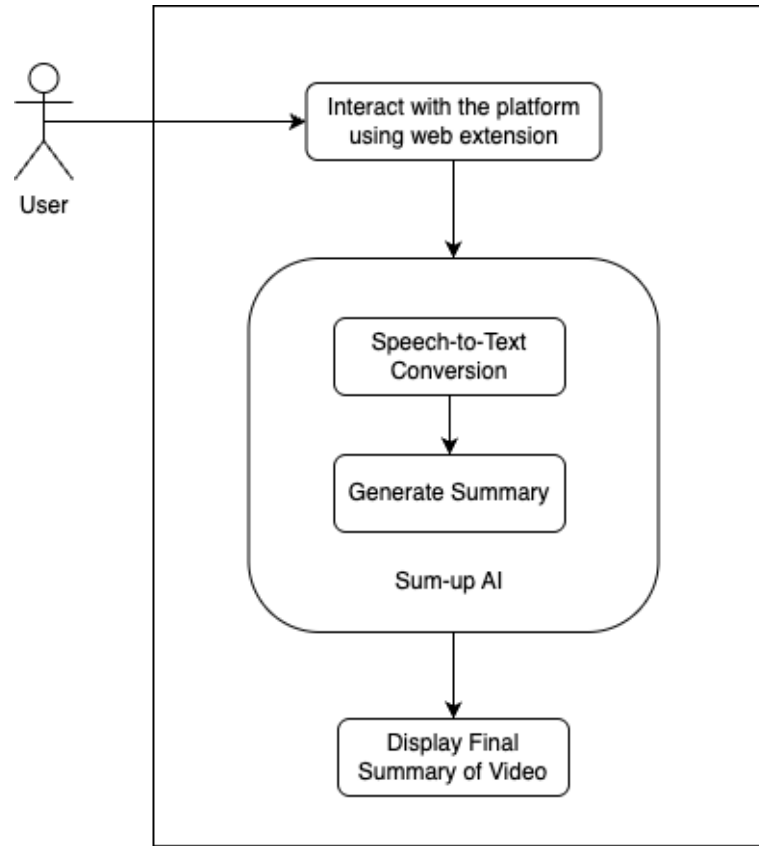 Interact with the platform
using web extension
User
Speech-to-Text
Conversion
Generate Summary
Sum-up AI
Display Final
Summary of Video